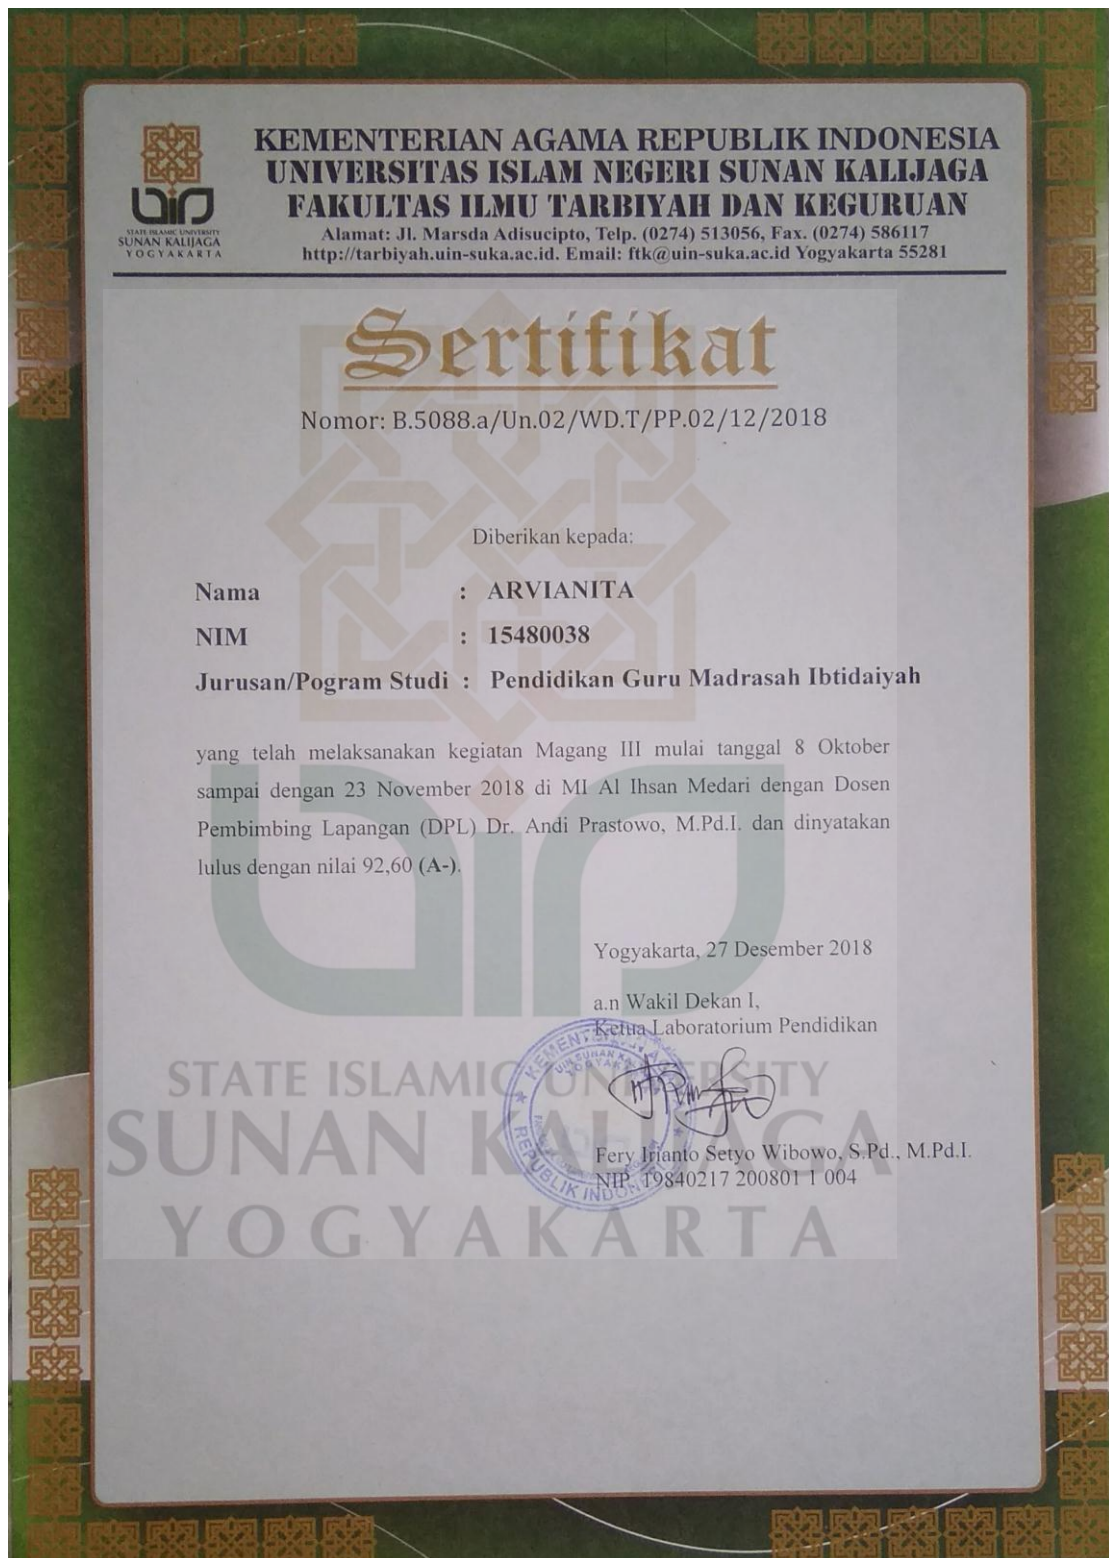 KEMENTERIAN AGAMA REPUBLIK INDONESIA
UNIVERSITAS ISLAM NEGERI SUNAN KALIJAGA
FAKULTAS ILMU TARBIYAH DAN KEGURUAN
Alamat: Jl. Marsda Adisucipto, Telp. (0274) 513056, Fax. (0274) 586117
http://tarbiyah.uin-suka.ac.id. Email: ftk@uin-suka.ac.id Yogyakarta 55281
STATE ISLAMIC UNIVERSITY
SUNAN KALIJAGA
YOGYAKARTA
Sertifikat
Nomor: B.5088.a/Un.02/WD.T/PP.02/12/2018
Diberikan kepada:
Nama : ARVIANITA
NIM : 15480038
Jurusan/Pogram Studi : Pendidikan Guru Madrasah Ibtidaiyah
yang telah melaksanakan kegiatan Magang III mulai tanggal 8 Oktober
sampai dengan 23 November 2018 di MI Al Ihsan Medari dengan Dosen
Pembimbing Lapangan (DPL) Dr. Andi Prastowo, M.Pd.I. dan dinyatakan
lulus dengan nilai 92,60 (A-).
Yogyakarta, 27 Desember 2018
a.n Wakil Dekan I,
Ketua Laboratorium Pendidikan
Fery Irianto Setyo Wibowo, S.Pd., M.Pd.I.
NIP. 19840217 200801 1 004
STATE ISLAMIC UNIVERSITY
SUNAN KALIJAGA
YOGYAKARTA